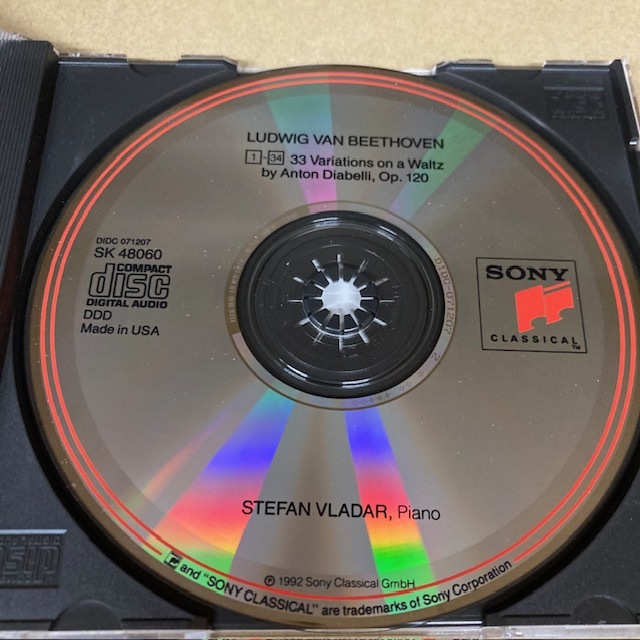 LUDWIG VAN BEETHOVEN
1-34 33 Variations on a Waltz
by Anton Diabelli, Op. 120
DIDC 071207
SK 48060
COMPACT
disc
DIGITAL AUDIO
DDD
Made in USA
SONY
CLASSICAL
TM
STEFAN VLADAR, Piano
℗ 1992 Sony Classical GmbH
and "SONY CLASSICAL" are trademarks of Sony Corporation